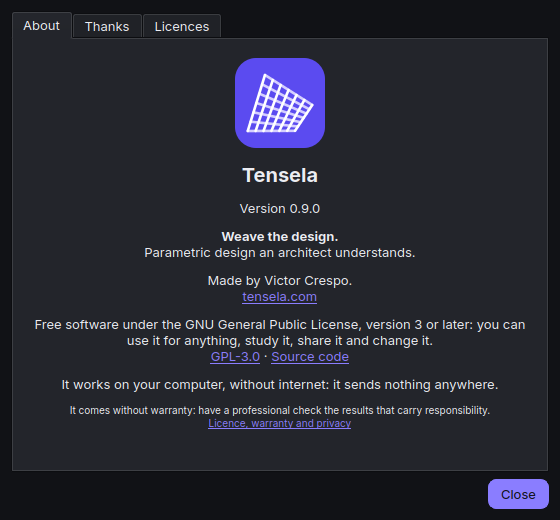 About
Thanks
Licences
Tensela
Version 0.9.0
Weave the design.
Parametric design an architect understands.
Made by Victor Crespo.
tensela.com
Free software under the GNU General Public License, version 3 or later: you can
use it for anything, study it, share it and change it.
GPL-3.0 · Source code
It works on your computer, without internet: it sends nothing anywhere.
It comes without warranty: have a professional check the results that carry responsibility.
Licence, warranty and privacy
Close